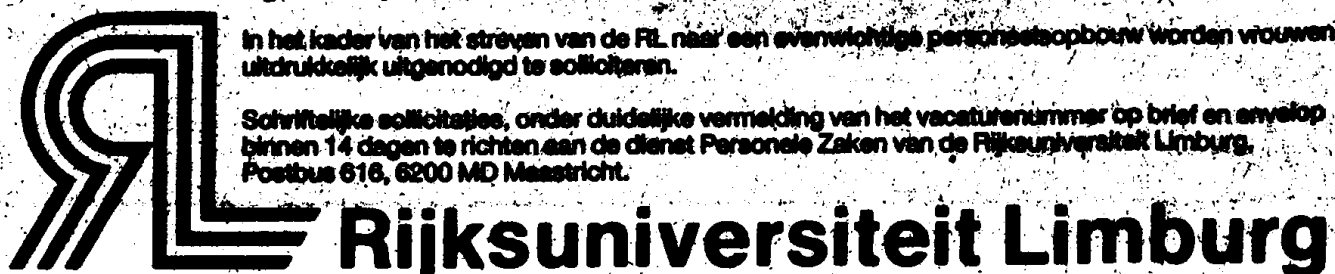 In het kader van het streven van de RL naar een evenwichtige personeelsopbouw worden vrouwen
uitdrukkelijk uitgenodigd te solliciteren.
Schriftelijke sollicitaties, onder duidelijke vermelding van het vacaturenummer op brief en envelop
binnen 14 dagen te richten aan de dienst Personele Zaken van de Rijksuniversiteit Limburg,
Postbus 616, 6200 MD Maastricht.
RL Rijksuniversiteit Limburg